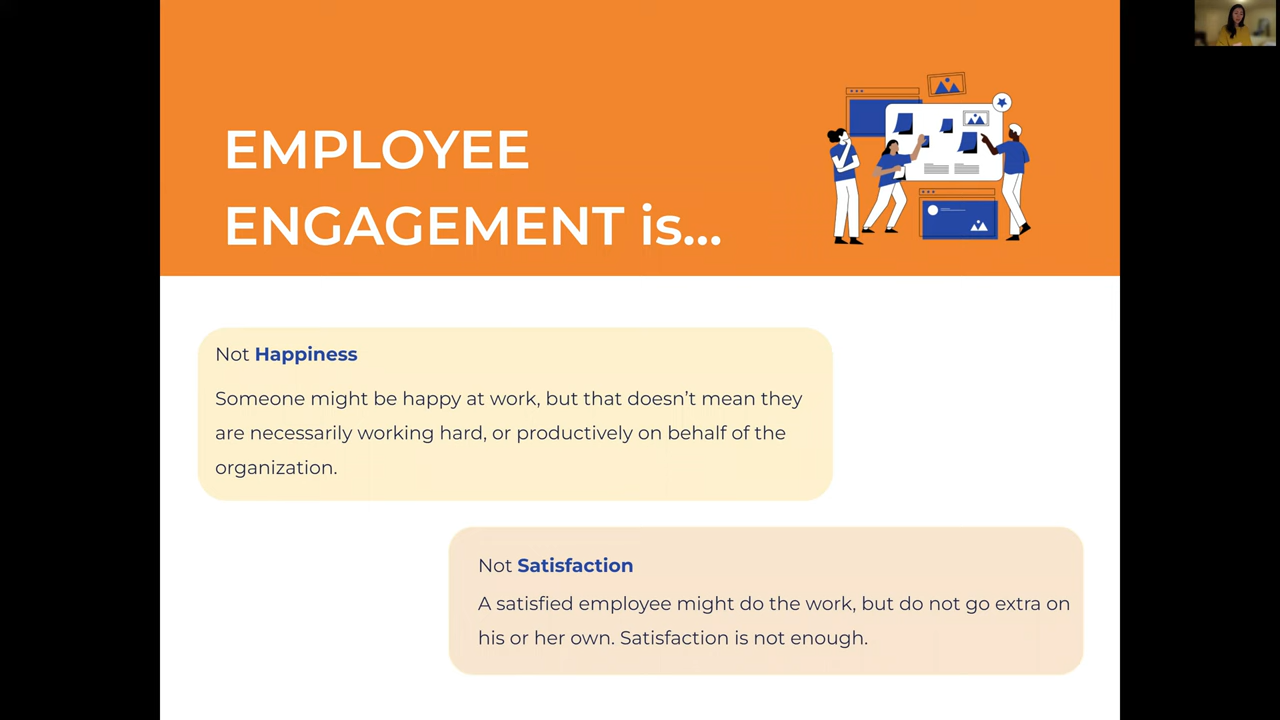 EMPLOYEE
ENGAGEMENT is...
Not Happiness
Someone might be happy at work, but that doesn’t mean they
are necessarily working hard, or productively on behalf of the
organization.
Not Satisfaction
A satisfied employee might do the work, but do not go extra on
his or her own. Satisfaction is not enough.